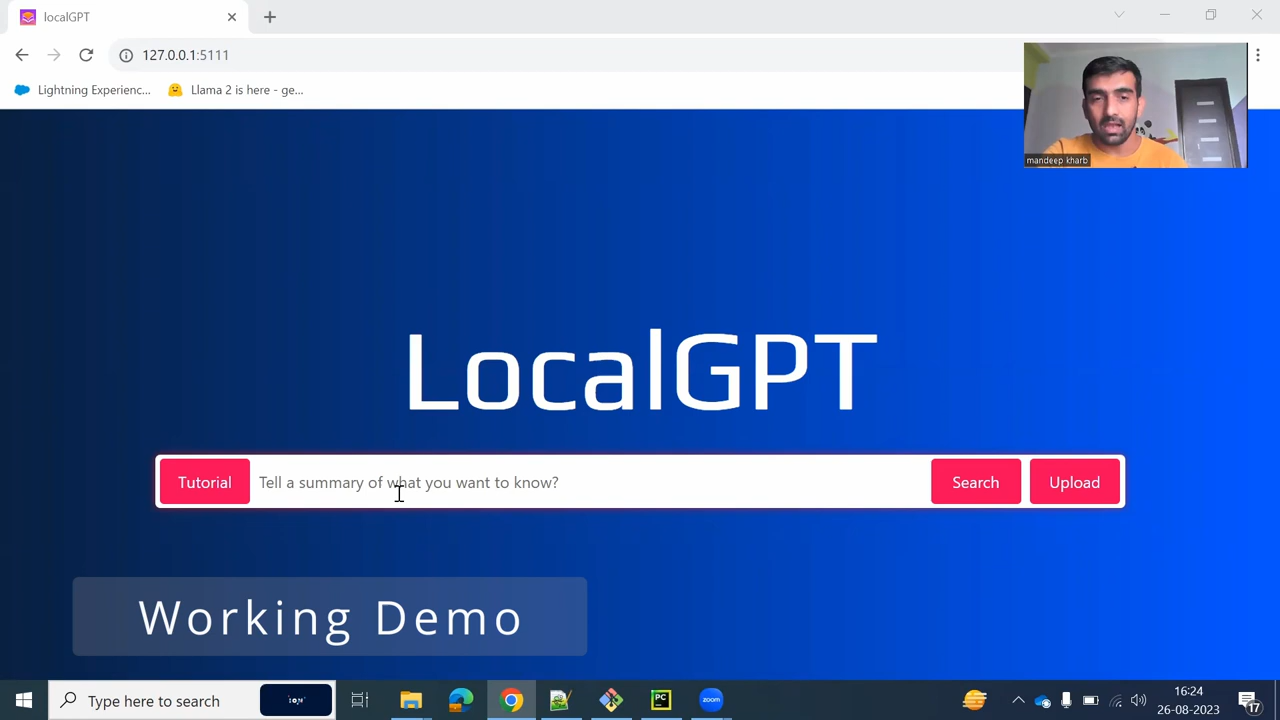 localGPT
127.0.0.1:5111
Lightning Experienc...
Llama 2 is here - ge...
mandeep kharb
LocalGPT
Tutorial
Tell a summary of what you want to know?
Search
Upload
Working Demo
Type here to search
PC
zoom
16:24
26-08-2023
17